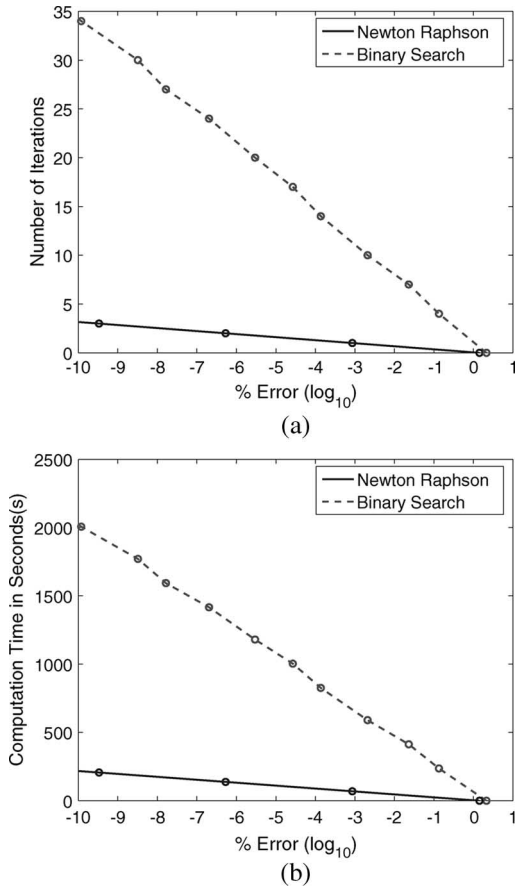 35
30
25
20
15
10
5
0
Number of Iterations
Newton Raphson
Binary Search
-10 -9 -8 -7 -6 -5 -4 -3 -2 -1 0 1
% Error (log10)
(a)
2500
2000
1500
1000
500
0
Computation Time in Seconds(s)
Newton Raphson
Binary Search
-10 -9 -8 -7 -6 -5 -4 -3 -2 -1 0 1
% Error (log10)
(b)